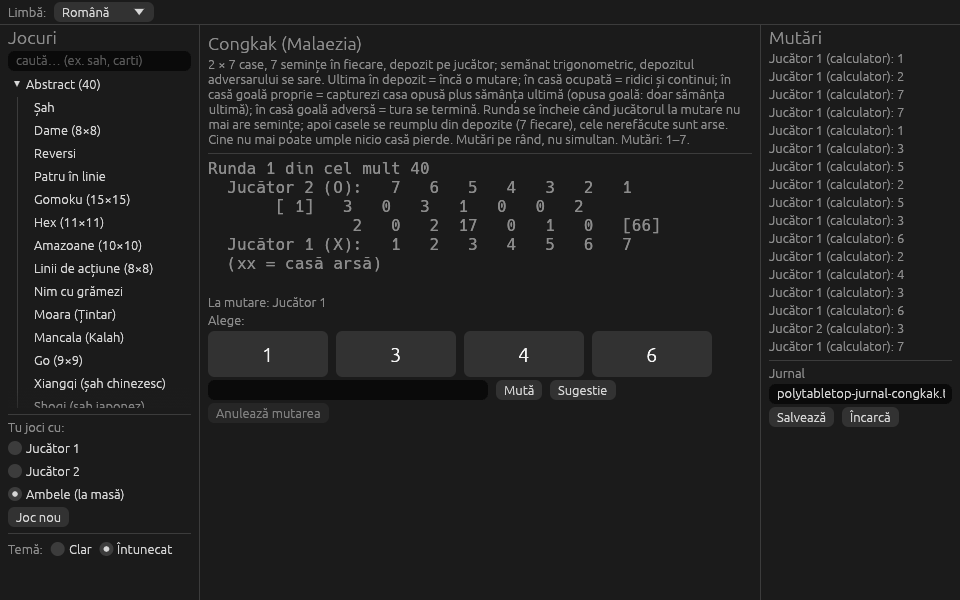 Limbă: Română
Jocuri
caută... (ex. sah, carti)
Abstract (40)
Șah
Dame (8×8)
Reversi
Patru în linie
Gomoku (15×15)
Hex (11×11)
Amazoane (10×10)
Linii de acțiune (8×8)
Nim cu grămezi
Moara (Țintar)
Mancala (Kalah)
Go (9×9)
Xiangqi (șah chinezesc)
Shogi (șah japonez)
Tu joci cu:
Jucător 1
Jucător 2
Ambele (la masă)
Joc nou
Temă: Clar Întunecat
Congkak (Malaezia)
2 × 7 case, 7 semințe în fiecare, depozit pe jucător; semănat trigonometric, depozitul
adversarului se sare. Ultima în depozit = încă o mutare; în casă ocupată = ridici și continui; în
casă goală proprie = capturezi casa opusă plus sămânța ultimă (opusa goală: doar sămânța
ultimă); în casă goală adversă = tura se termină. Runda se încheie când jucătorul la mutare nu
mai are semințe; apoi casele se reumplu din depozite (7 fiecare), cele nerefăcute sunt arse.
Cine nu mai poate umple nicio casă pierde. Mutări pe rând, nu simultan. Mutări: 1–7.
Runda 1 din cel mult 40
Jucător 2 (O): 7 6 5 4 3 2 1
[ 1] 3 0 3 1 0 0 2
2 0 2 17 0 1 0 [66]
Jucător 1 (X): 1 2 3 4 5 6 7
(xx = casă arsă)
La mutare: Jucător 1
Alege:
1 3 4 6
Mută Sugestie
Anulează mutarea
Mutări
Jucător 1 (calculator): 1
Jucător 1 (calculator): 2
Jucător 1 (calculator): 7
Jucător 1 (calculator): 7
Jucător 1 (calculator): 1
Jucător 1 (calculator): 3
Jucător 1 (calculator): 5
Jucător 1 (calculator): 2
Jucător 1 (calculator): 5
Jucător 1 (calculator): 3
Jucător 1 (calculator): 6
Jucător 1 (calculator): 2
Jucător 1 (calculator): 4
Jucător 1 (calculator): 3
Jucător 1 (calculator): 6
Jucător 2 (calculator): 3
Jucător 1 (calculator): 7
Jurnal
polytabletop-jurnal-congkak.t
Salvează Încarcă